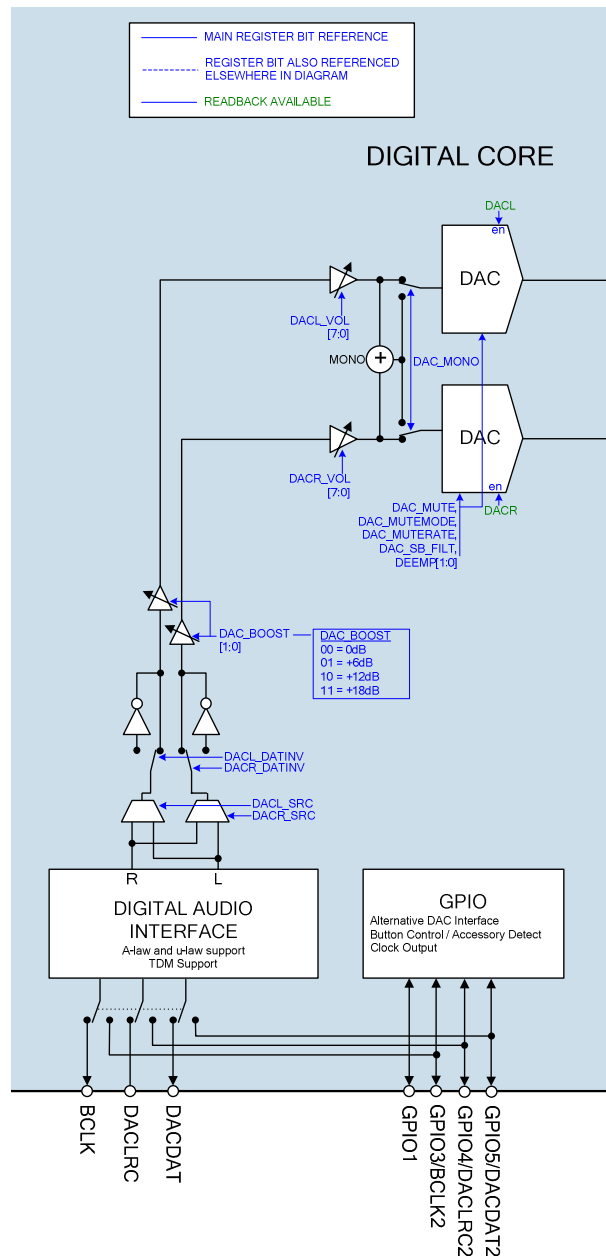 MAIN REGISTER BIT REFERENCE
REGISTER BIT ALSO REFERENCED
ELSEWHERE IN DIAGRAM
READBACK AVAILABLE
DIGITAL CORE
DACL
en
DAC
DACL_VOL
[7:0]
MONO
+
DAC_MONO
DAC
DACR_VOL
[7:0]
en
DACR
DAC_MUTE,
DAC_MUTEMODE,
DAC_MUTERATE,
DAC_SB_FILT,
DEEMP[1:0]
DAC_BOOST
[1:0]
DAC_BOOST
00 = 0dB
01 = +6dB
10 = +12dB
11 = +18dB
DACL_DATINV
DACR_DATINV
DACL_SRC
DACR_SRC
R
L
DIGITAL AUDIO
INTERFACE
A-law and u-law support
TDM Support
GPIO
Alternative DAC Interface
Button Control / Accessory Detect
Clock Output
BCLK
DACLRC
DACDAT
GPIO1
GPIO3/BCLK2
GPIO4/DACLRC2
GPIO5/DACDAT2